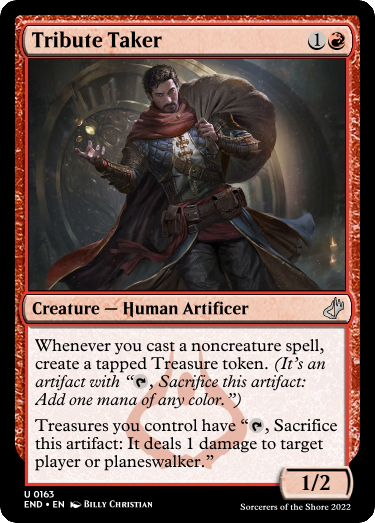 Tribute Taker 1
Creature — Human Artificer
Whenever you cast a noncreature spell,
create a tapped Treasure token. (It's an
artifact with “, Sacrifice this artifact:
Add one mana of any color.”)
Treasures you control have “, Sacrifice
this artifact: It deals 1 damage to target
player or planeswalker.”
1/2
U 0163
END • EN Billy Christian
Sorcerers of the Shore 2022